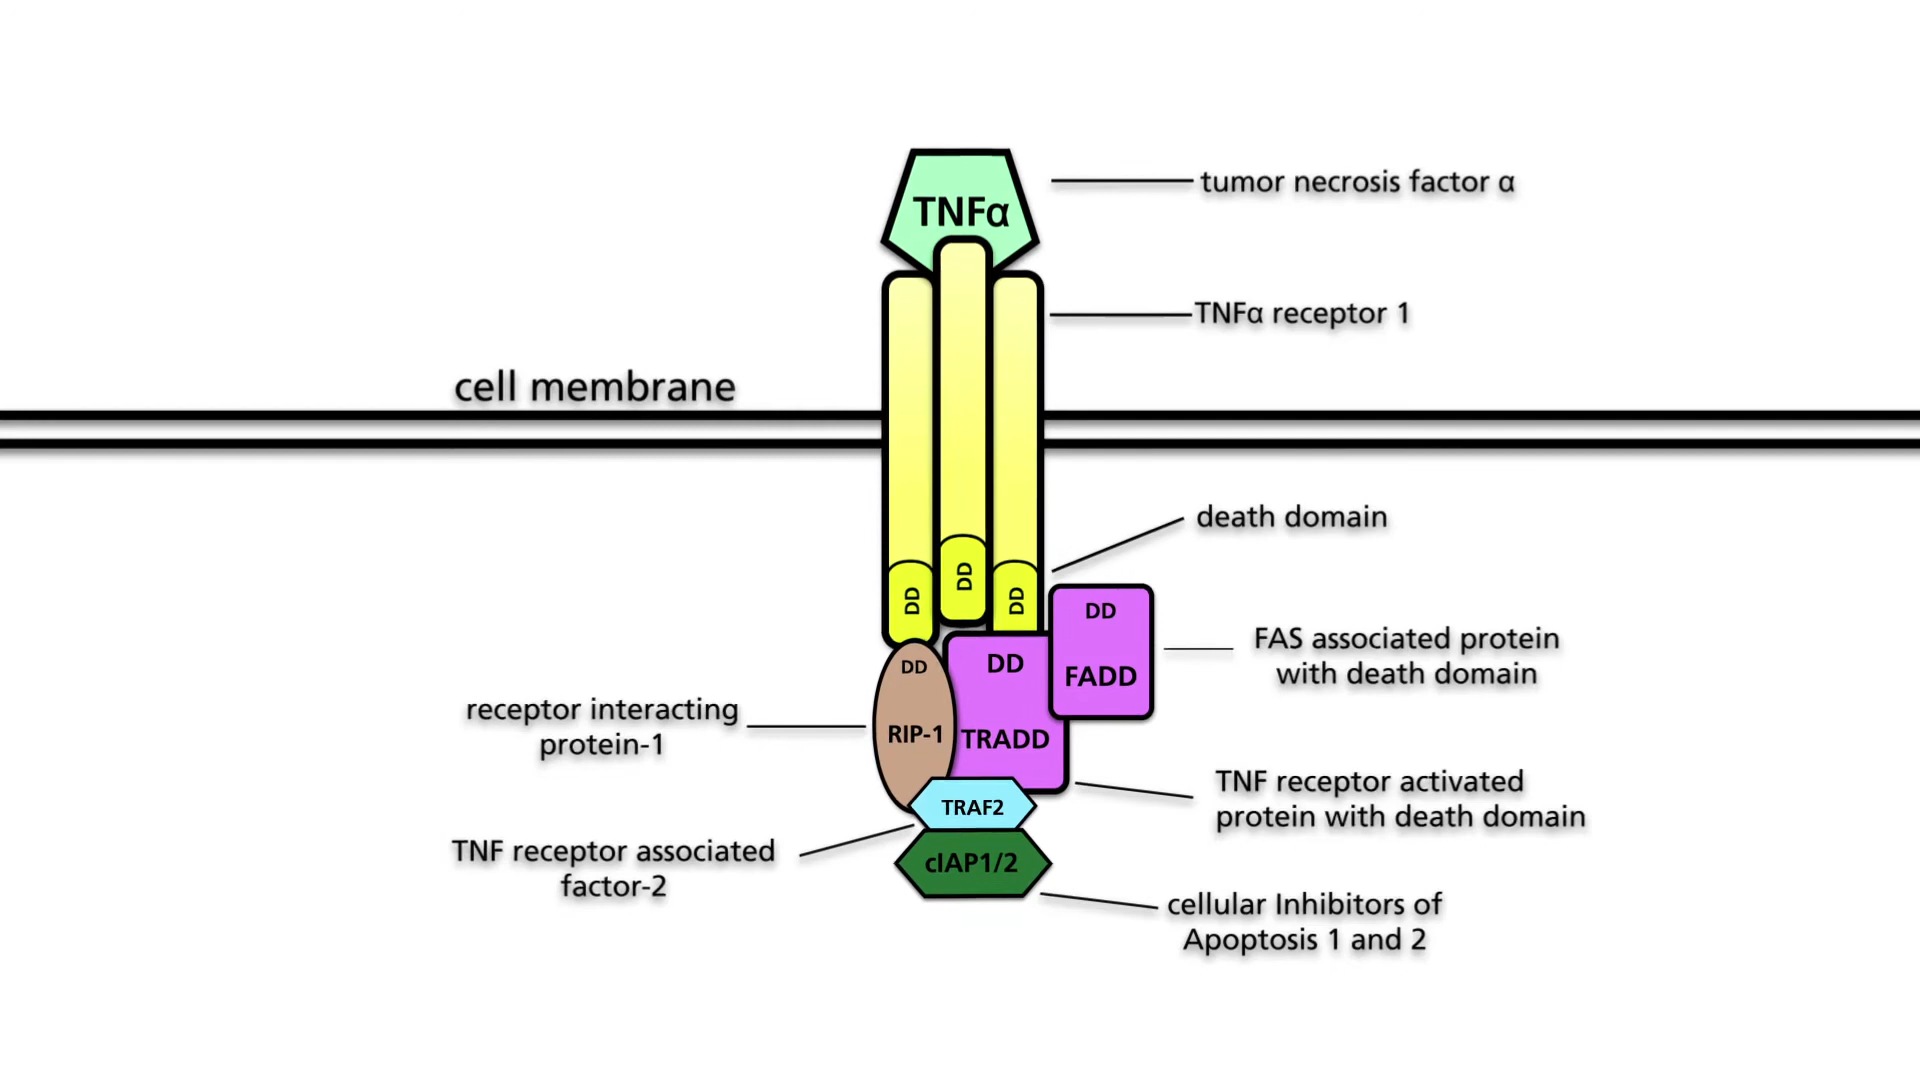 TNFα
tumor necrosis factor α
TNFα receptor 1
cell membrane
death domain
DD
DD
DD
DD
FADD
FAS associated protein
with death domain
DD
RIP-1
DD
TRADD
receptor interacting
protein-1
TNF receptor activated
protein with death domain
TRAF2
TNF receptor associated
factor-2
cIAP1/2
cellular Inhibitors of
Apoptosis 1 and 2